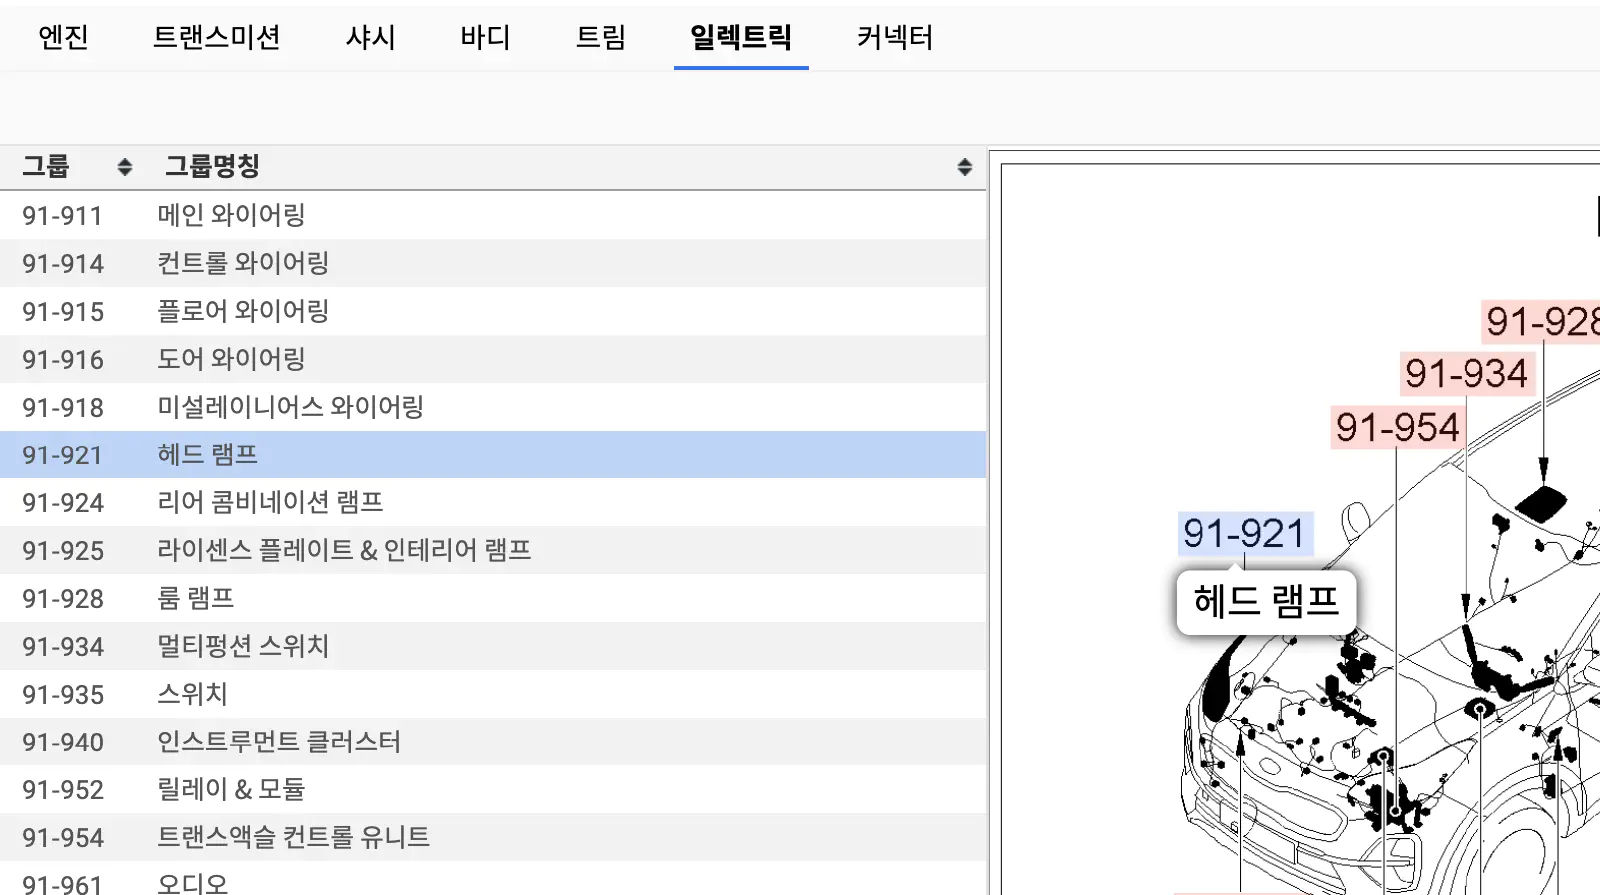 엔진 트랜스미션 샤시 바디 트림 일렉트릭 커넥터
그룹 그룹명칭
91-911 메인 와이어링
91-914 컨트롤 와이어링
91-915 플로어 와이어링
91-916 도어 와이어링
91-918 미설레이니어스 와이어링
91-921 헤드 램프
91-924 리어 콤비네이션 램프
91-925 라이센스 플레이트 & 인테리어 램프
91-928 룸 램프
91-934 멀티펑션 스위치
91-935 스위치
91-940 인스트루먼트 클러스터
91-952 릴레이 & 모듈
91-954 트랜스액슬 컨트롤 유니트
91-961 오디오
91-928
91-934
91-954
91-921
헤드 램프